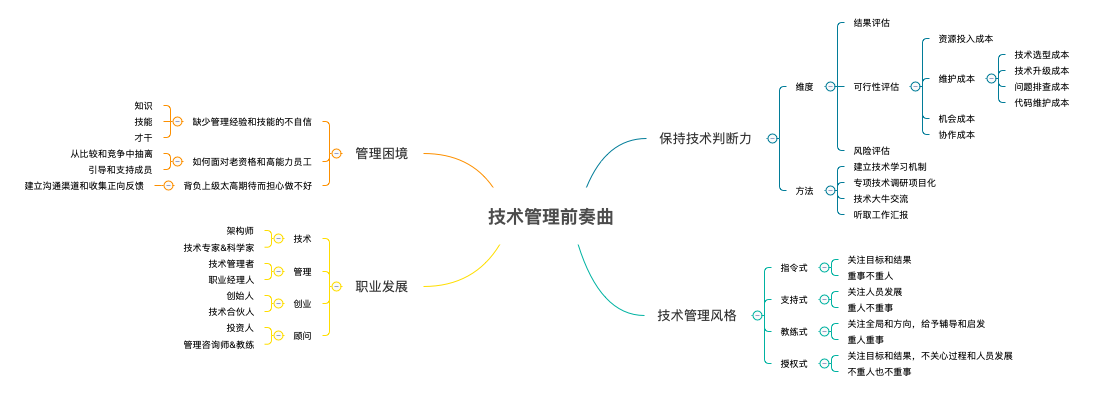 技术管理前奏曲
保持技术判断力
维度
结果评估
可行性评估
资源投入成本
维护成本
技术选型成本
技术升级成本
问题排查成本
代码维护成本
机会成本
协作成本
风险评估
方法
建立技术学习机制
专项技术调研项目化
技术大牛交流
听取工作汇报
技术管理风格
指令式
关注目标和结果
重事不重人
支持式
关注人员发展
重人不重事
教练式
关注全局和方向，给予辅导和启发
重人重事
授权式
关注目标和结果，不关心过程和人员发展
不重人也不重事
管理困境
缺少管理经验和技能的不自信
知识
技能
才干
如何面对老资格和高能力员工
从比较和竞争中抽离
引导和支持成员
背负上级太高期待而担心做不好
建立沟通渠道和收集正向反馈
职业发展
技术
架构师
技术专家&科学家
管理
技术管理者
职业经理人
创业
创始人
技术合伙人
顾问
投资人
管理咨询师&教练